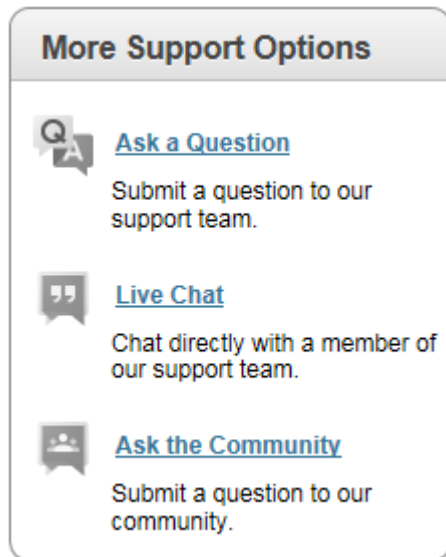 More Support Options
Q
A
Ask a Question
Submit a question to our
support team.
Live Chat
Chat directly with a member of
our support team.
Ask the Community
Submit a question to our
community.